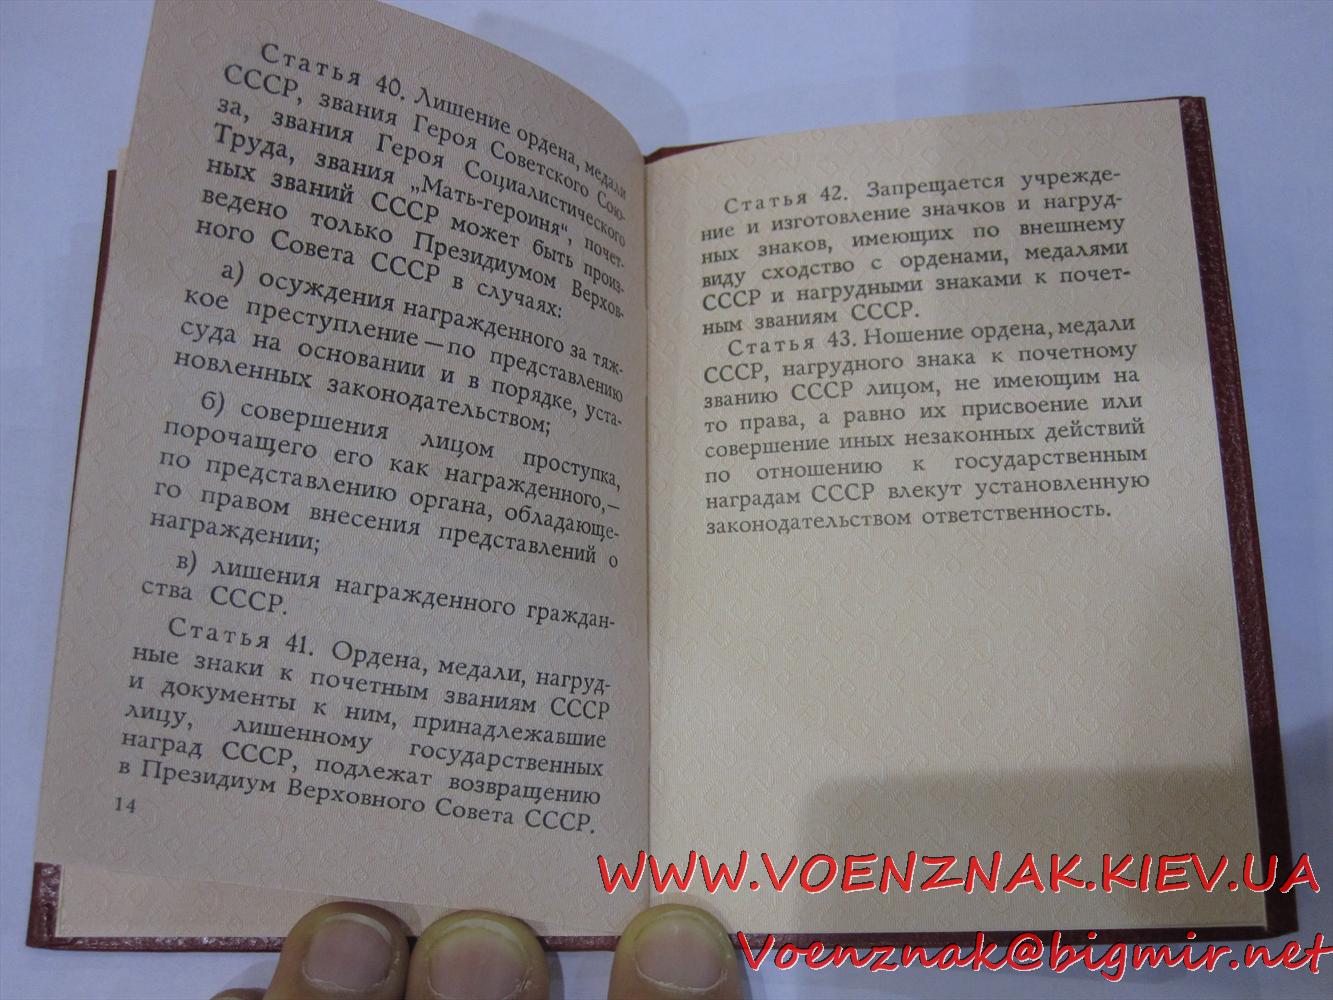 Статья 40. Лишение ордена, медали
СССР, звания Героя Советского Сою-
за, звания Героя Социалистического
Труда, звания „Мать-героиня“, почет-
ных званий СССР может быть произ-
ведено только Президиумом Верхов-
ного Совета СССР в случаях:
а) осуждения награжденного за тяж-
кое преступление—по представлению
суда на основании и в порядке, уста-
новленных законодательством;
б) совершения лицом проступка,
порочащего его как награжденного,—
по представлению органа, обладающе-
го правом внесения представлений о
награждении;
в) лишения награжденного граждан-
ства СССР.
Статья 41. Ордена, медали, нагруд-
ные знаки к почетным званиям СССР
и документы к ним, принадлежавшие
лицу, лишенному государственных
наград СССР, подлежат возвращению
в Президиум Верховного Совета СССР.
14
Статья 42. Запрещается учрежде-
ние и изготовление значков и нагруд-
ных знаков, имеющих по внешнему
виду сходство с орденами, медалями
СССР и нагрудными знаками к почет-
ным званиям СССР.
Статья 43. Ношение ордена, медали
СССР, нагрудного знака к почетному
званию СССР лицом, не имеющим на
то права, а равно их присвоение или
совершение иных незаконных действий
по отношению к государственным
наградам СССР влекут установленную
законодательством ответственность.
WWW.VOENZNAK.KIEV.UA
Voenznak@bigmir.net